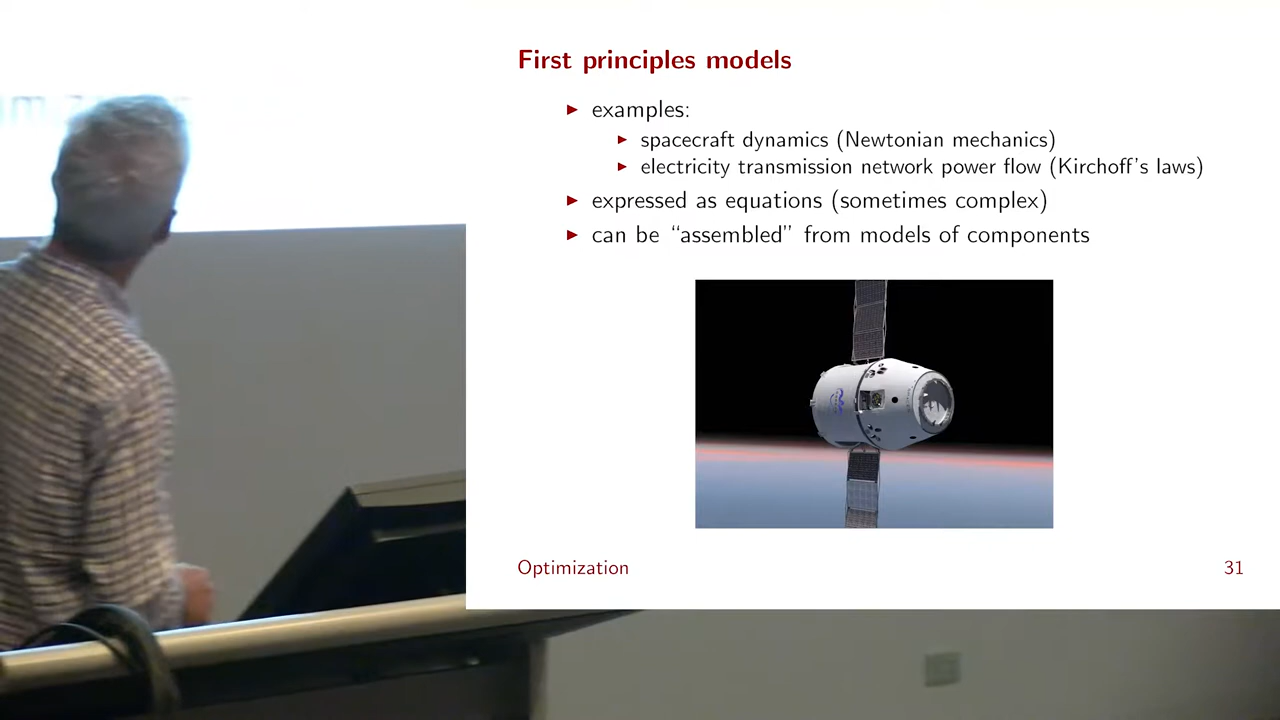 First principles models
▶ examples:
▶ spacecraft dynamics (Newtonian mechanics)
▶ electricity transmission network power flow (Kirchoff's laws)
▶ expressed as equations (sometimes complex)
▶ can be “assembled” from models of components
Optimization
31